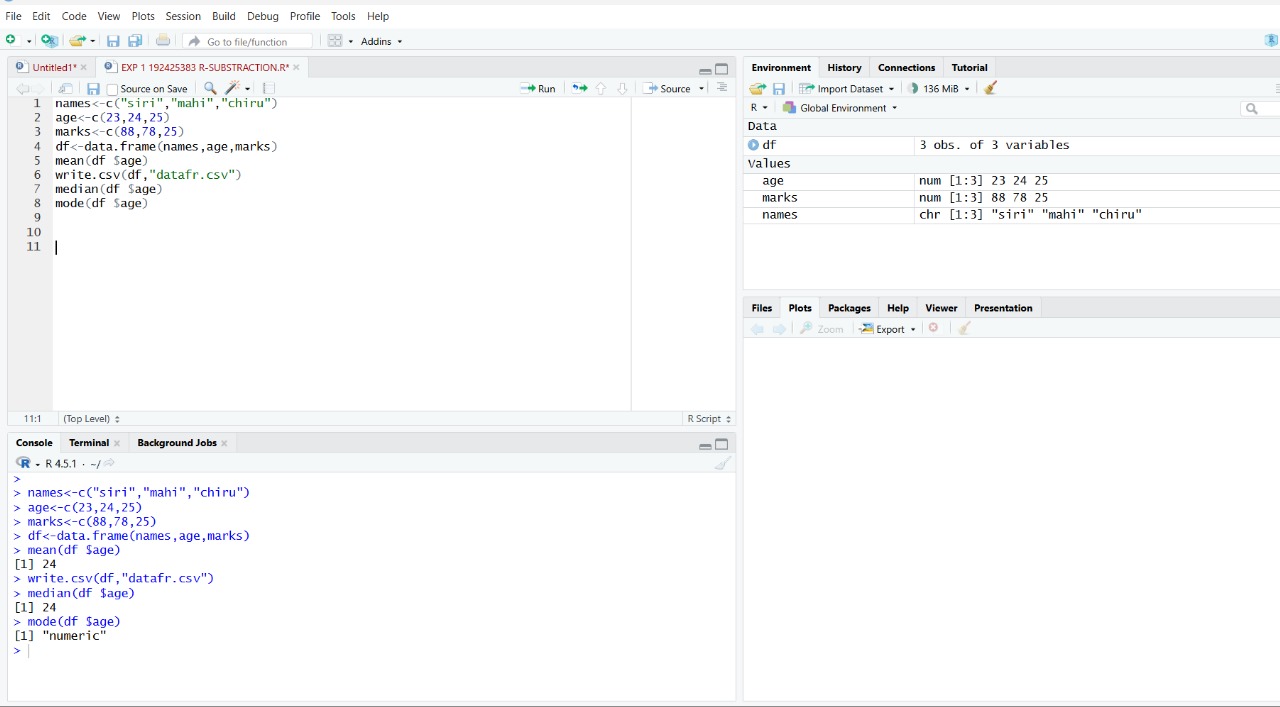 File Edit Code View Plots Session Build Debug Profile Tools Help
Go to file/function Addins
Untitled1* EXP 1 192425383 R-SUBSTRACTION.R*
Source on Save Run Source
1 names<-c("siri","mahi","chiru")
2 age<-c(23,24,25)
3 marks<-c(88,78,25)
4 df<-data.frame(names,age,marks)
5 mean(df $age)
6 write.csv(df,"datafr.csv")
7 median(df $age)
8 mode(df $age)
9
10
11
11:1 (Top Level) R Script
Console Terminal Background Jobs
R R 4.5.1 · ~/
>
> names<-c("siri","mahi","chiru")
> age<-c(23,24,25)
> marks<-c(88,78,25)
> df<-data.frame(names,age,marks)
> mean(df $age)
[1] 24
> write.csv(df,"datafr.csv")
> median(df $age)
[1] 24
> mode(df $age)
[1] "numeric"
>
Environment History Connections Tutorial
Import Dataset 136 MiB
R Global Environment
Data
df 3 obs. of 3 variables
Values
age num [1:3] 23 24 25
marks num [1:3] 88 78 25
names chr [1:3] "siri" "mahi" "chiru"
Files Plots Packages Help Viewer Presentation
Zoom Export